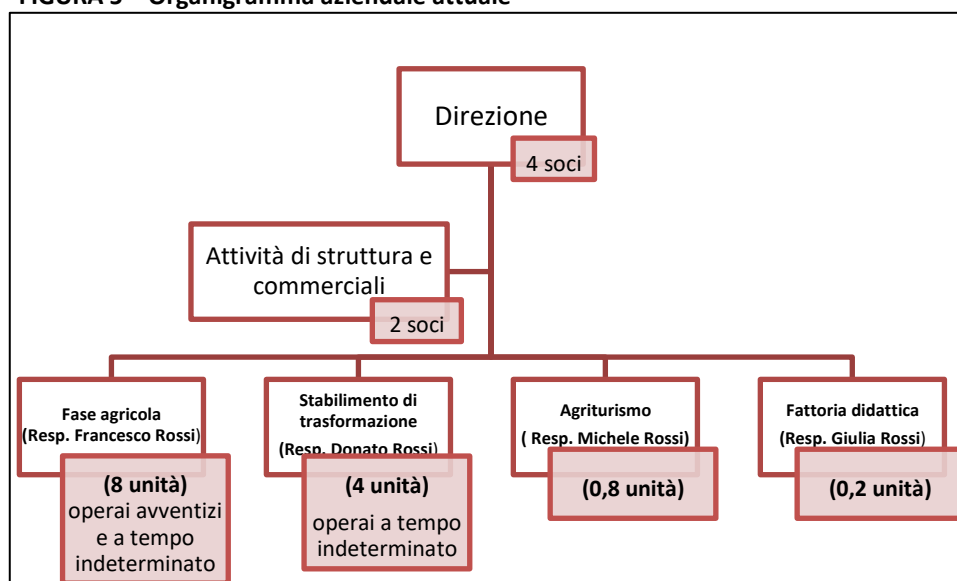 FIGURA – Organigramma aziendale attuale
Direzione
4 soci
Attività di struttura e
commerciali
2 soci
Fase agricola
(Resp. Francesco Rossi)
(8 unità)
operai avventizi
e a tempo
indeterminato
Stabilimento di
trasformazione
(Resp. Donato Rossi)
(4 unità)
operai a tempo
indeterminato
Agriturismo
( Resp. Michele Rossi)
(0,8 unità)
Fattoria didattica
(Resp. Giulia Rossi)
(0,2 unità)